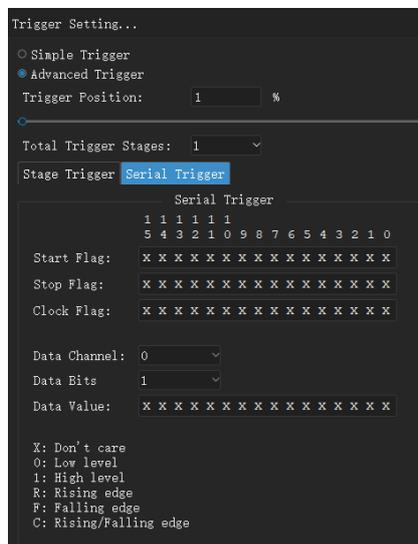 Trigger Setting...
Simple Trigger
Advanced Trigger
Trigger Position: 1 %
Total Trigger Stages: 1
Stage Trigger Serial Trigger
Serial Trigger
1 1 1 1 1 1
5 4 3 2 1 0 9 8 7 6 5 4 3 2 1 0
Start Flag: X X X X X X X X X X X X X X X X
Stop Flag: X X X X X X X X X X X X X X X X
Clock Flag: X X X X X X X X X X X X X X X X
Data Channel: 0
Data Bits 1
Data Value: X X X X X X X X X X X X X X X X
X: Don't care
0: Low level
1: High level
R: Rising edge
F: Falling edge
C: Rising/Falling edge